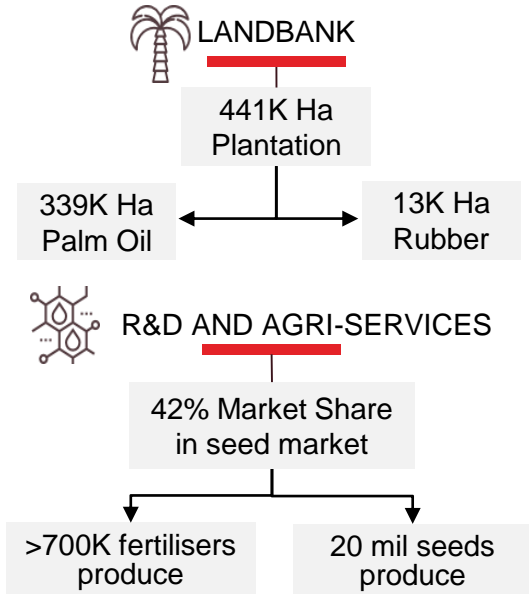 LANDBANK
441K Ha
Plantation
339K Ha
Palm Oil
13K Ha
Rubber
R&D AND AGRI-SERVICES
42% Market Share
in seed market
>700K fertilisers
produce
20 mil seeds
produce